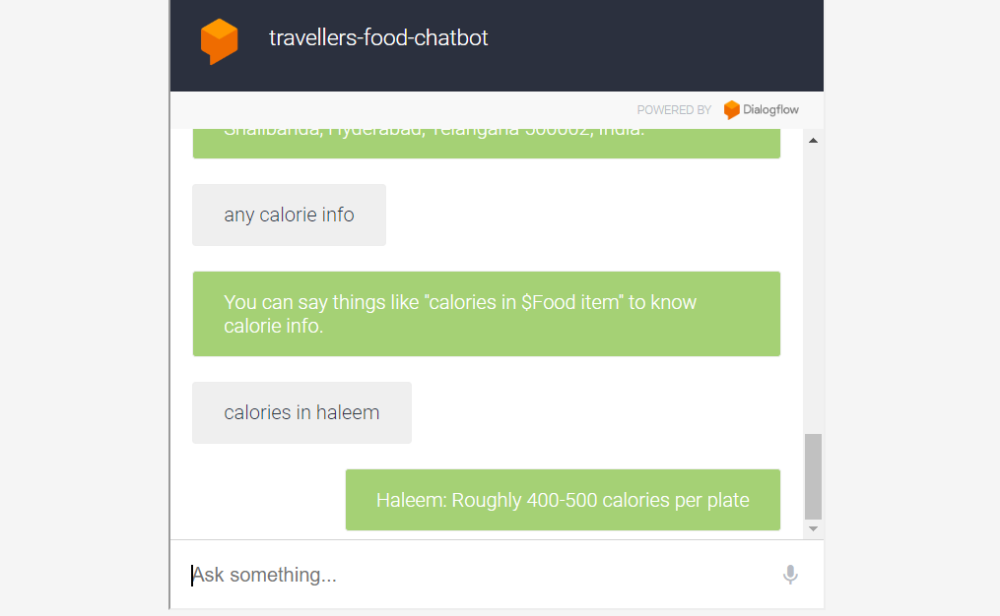 travellers-food-chatbot
POWERED BY Dialogflow
Shalibanda, Hyderabad, Telangana 500002, India.
any calorie info
You can say things like "calories in $Food item" to know
calorie info.
calories in haleem
Haleem: Roughly 400-500 calories per plate
Ask something...